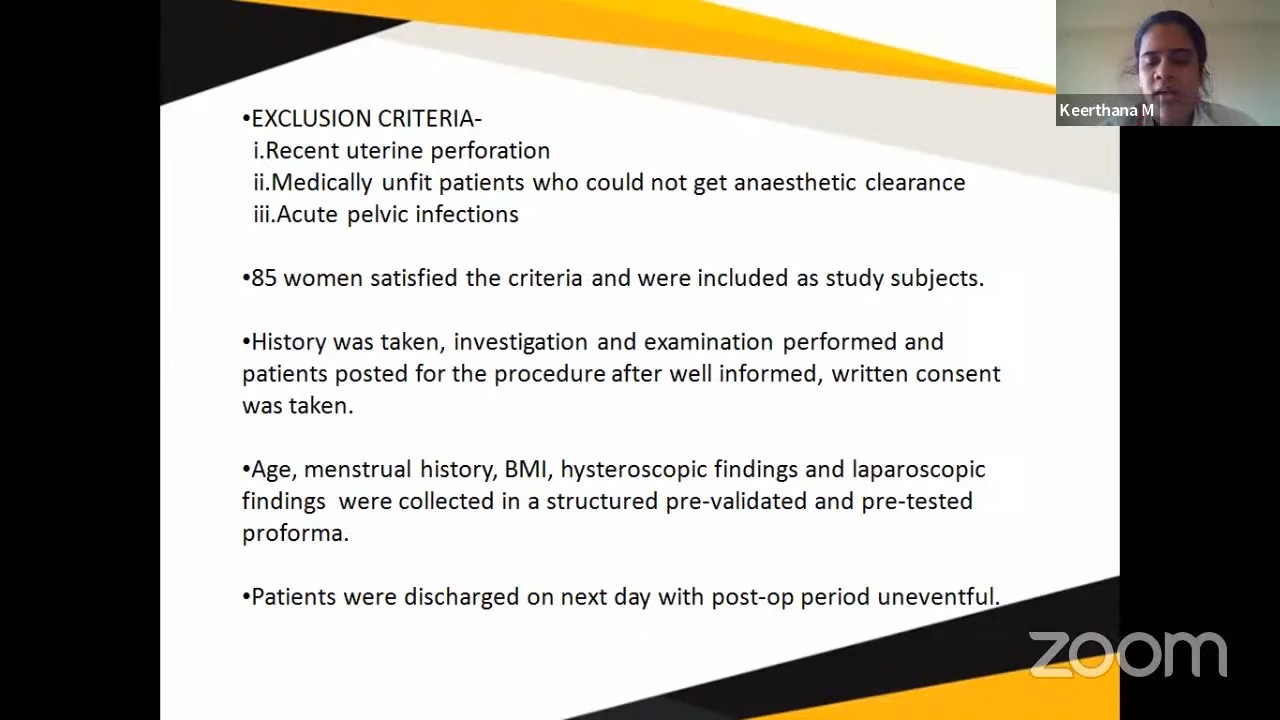 •EXCLUSION CRITERIA-
i.Recent uterine perforation
ii.Medically unfit patients who could not get anaesthetic clearance
iii.Acute pelvic infections
•85 women satisfied the criteria and were included as study subjects.
•History was taken, investigation and examination performed and
patients posted for the procedure after well informed, written consent
was taken.
•Age, menstrual history, BMI, hysteroscopic findings and laparoscopic
findings were collected in a structured pre-validated and pre-tested
proforma.
•Patients were discharged on next day with post-op period uneventful.
Keerthana M
zoom